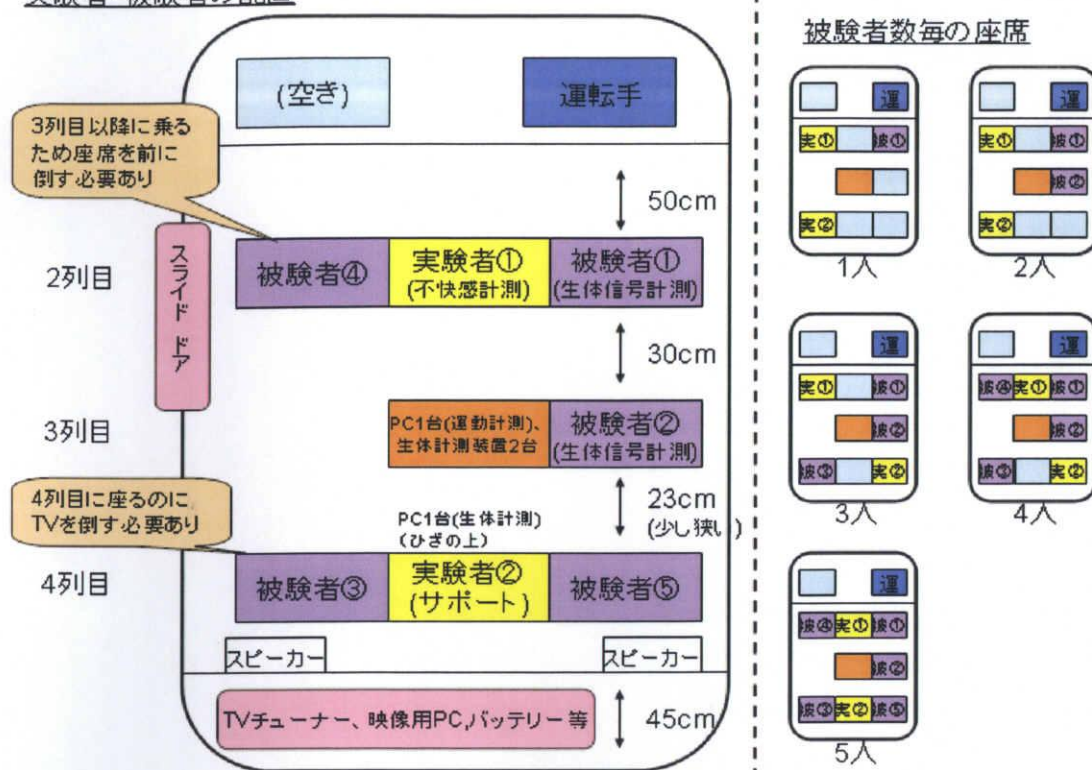 実験者・被験者の配置
(空き)
運転手
3列目以降に乗る
ため座席を前に
倒す必要あり
50cm
スライド ドア
2列目
被験者④
実験者①
(不快感計測)
被験者①
(生体信号計測)
30cm
3列目
PC1台(運動計測)、
生体計測装置2台
被験者②
(生体信号計測)
4列目に座るのに
TVを倒す必要あり
23cm
(少し狭い)
PC1台(生体計測)
(ひざの上)
4列目
被験者③
実験者②
(サポート)
被験者⑤
スピーカー
スピーカー
TVチューナー、映像用PC,バッテリー等
45cm
被験者数毎の座席
運
実① 被①
実②
1人
運
実① 被①
被②
実②
2人
運
実① 被①
被②
被③ 実②
3人
運
被④ 実① 被①
被②
被③ 実②
4人
運
被④ 実① 被①
被②
被③ 実② 被⑤
5人